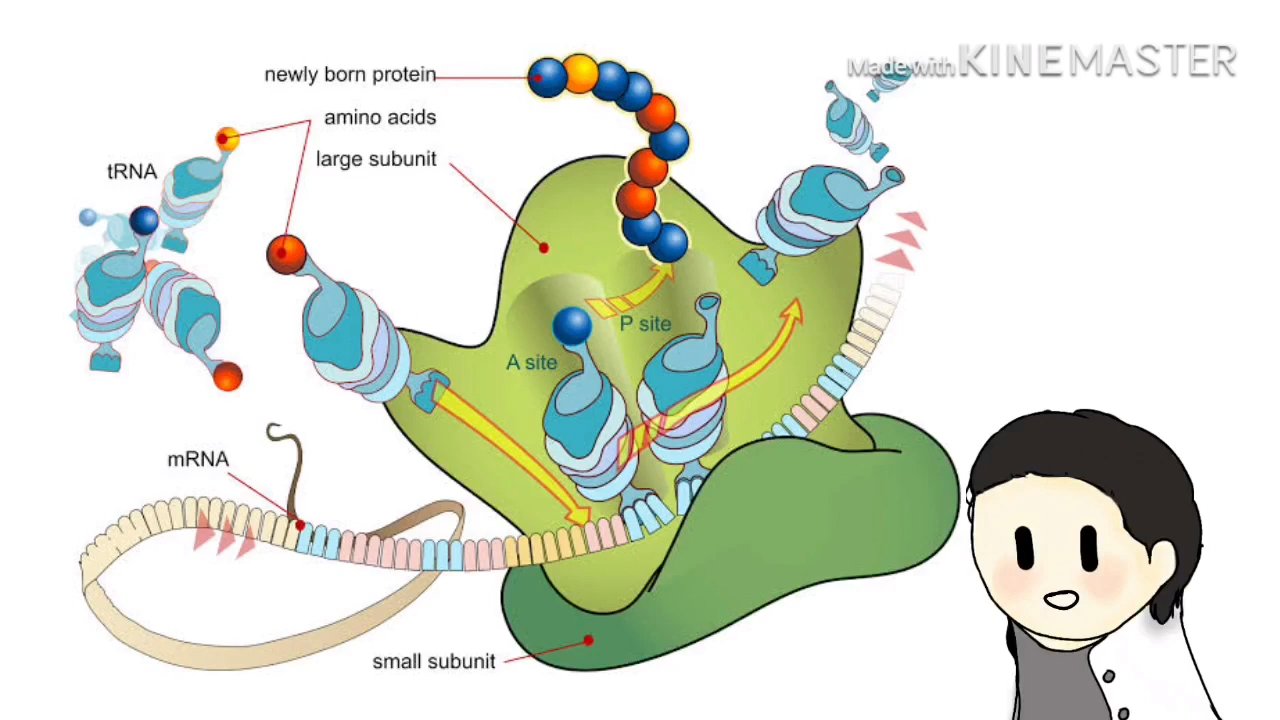 Made with KINEMASTER
newly born protein
amino acids
large subunit
tRNA
P site
A site
mRNA
small subunit